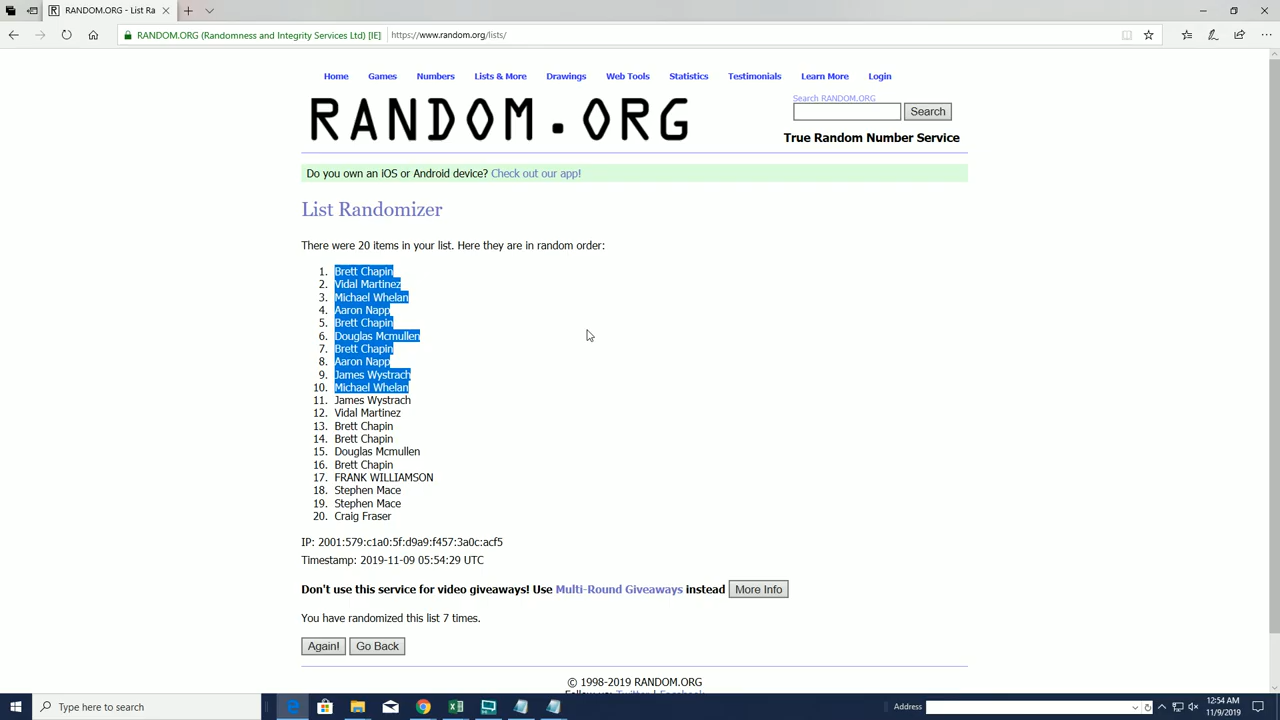 RANDOM.ORG - List Ra
RANDOM.ORG (Randomness and Integrity Services Ltd) [IE]
https://www.random.org/lists/
Home Games Numbers Lists & More Drawings Web Tools Statistics Testimonials Learn More Login
RANDOM.ORG
Search RANDOM.ORG
Search
True Random Number Service
Do you own an iOS or Android device? Check out our app!
List Randomizer
There were 20 items in your list. Here they are in random order:
1. Brett Chapin
2. Vidal Martinez
3. Michael Whelan
4. Aaron Napp
5. Brett Chapin
6. Douglas Mcmullen
7. Brett Chapin
8. Aaron Napp
9. James Wystrach
10. Michael Whelan
11. James Wystrach
12. Vidal Martinez
13. Brett Chapin
14. Brett Chapin
15. Douglas Mcmullen
16. Brett Chapin
17. FRANK WILLIAMSON
18. Stephen Mace
19. Stephen Mace
20. Craig Fraser
IP: 2001:579:c1a0:5f:d9a9:f457:3a0c:acf5
Timestamp: 2019-11-09 05:54:29 UTC
Don't use this service for video giveaways! Use Multi-Round Giveaways instead More Info
You have randomized this list 7 times.
Again! Go Back
© 1998-2019 RANDOM.ORG
Follow us: Twitter | Facebook
Type here to search
Address
12:54 AM
11/9/2019